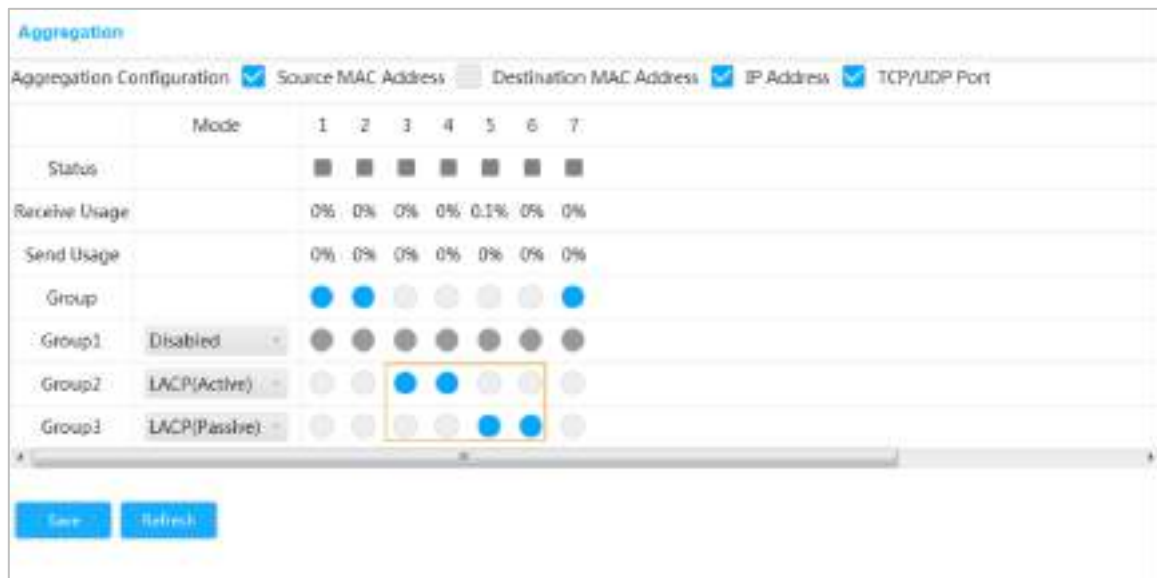 Aggregation
Aggregation Configuration Source MAC Address Destination MAC Address IP Address TCP/UDP Port
Mode 1 2 3 4 5 6 7
Status
Receive Usage 0% 0% 0% 0% 0.1% 0% 0%
Send Usage 0% 0% 0% 0% 0% 0% 0%
Group
Group1 Disabled
Group2 LACP(Active)
Group3 LACP(Passive)
Save Refresh